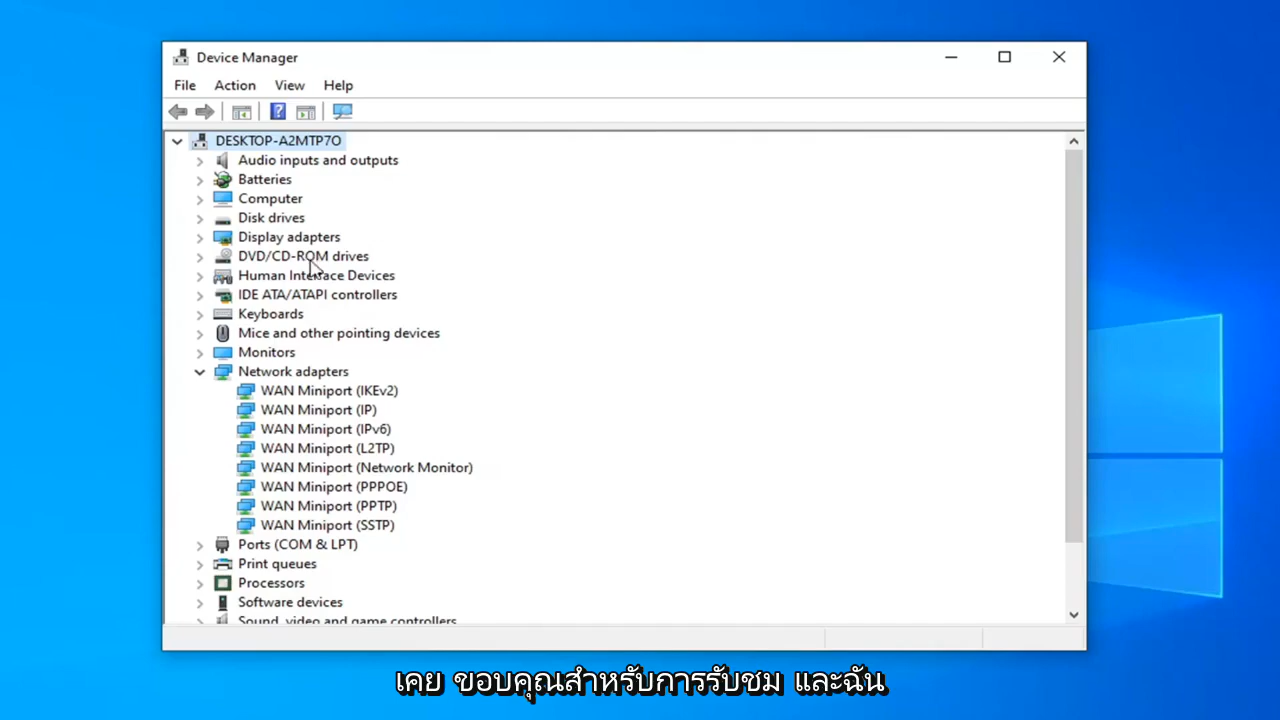 Device Manager
File Action View Help
DESKTOP-A2MTP7O
Audio inputs and outputs
Batteries
Computer
Disk drives
Display adapters
DVD/CD-ROM drives
Human Interface Devices
IDE ATA/ATAPI controllers
Keyboards
Mice and other pointing devices
Monitors
Network adapters
WAN Miniport (IKEv2)
WAN Miniport (IP)
WAN Miniport (IPv6)
WAN Miniport (L2TP)
WAN Miniport (Network Monitor)
WAN Miniport (PPPOE)
WAN Miniport (PPTP)
WAN Miniport (SSTP)
Ports (COM & LPT)
Print queues
Processors
Software devices
Sound, video and game controllers
เคย ขอบคุณสำหรับการรับชม และฉัน